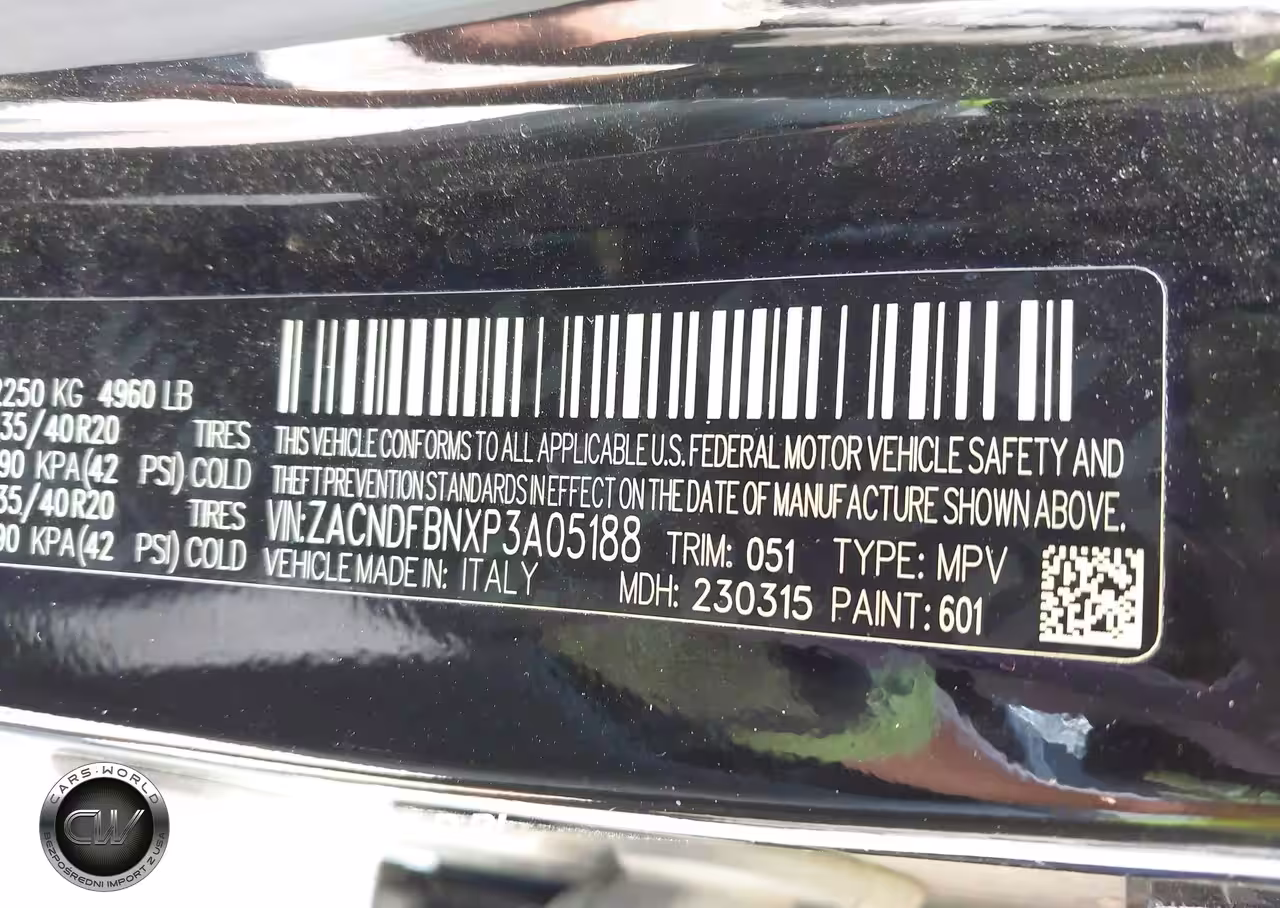 2250 KG 4960 LB
35/40R20 TIRES
90 KPA(42 PSI) COLD
35/40R20 TIRES
90 KPA(42 PSI) COLD
THIS VEHICLE CONFORMS TO ALL APPLICABLE U.S. FEDERAL MOTOR VEHICLE SAFETY AND
THEFT PREVENTION STANDARDS IN EFFECT ON THE DATE OF MANUFACTURE SHOWN ABOVE.
VIN:ZACNDFBNXP3A05188 TRIM: 051 TYPE: MPV
VEHICLE MADE IN: ITALY MDH: 230315 PAINT: 601
CARS·WORLD
CW
BEZPOŚREDNI IMPORT Z USA